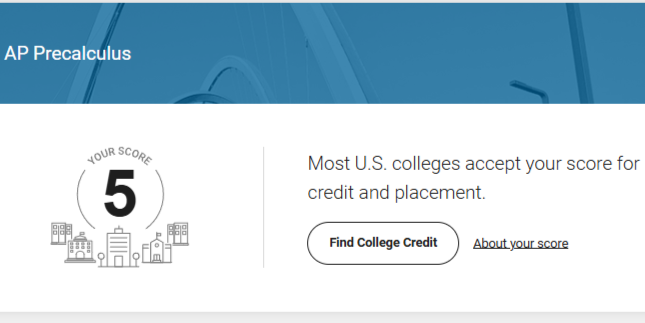 AP Precalculus
YOUR SCORE
5
Most U.S. colleges accept your score for
credit and placement.
Find College Credit
About your score